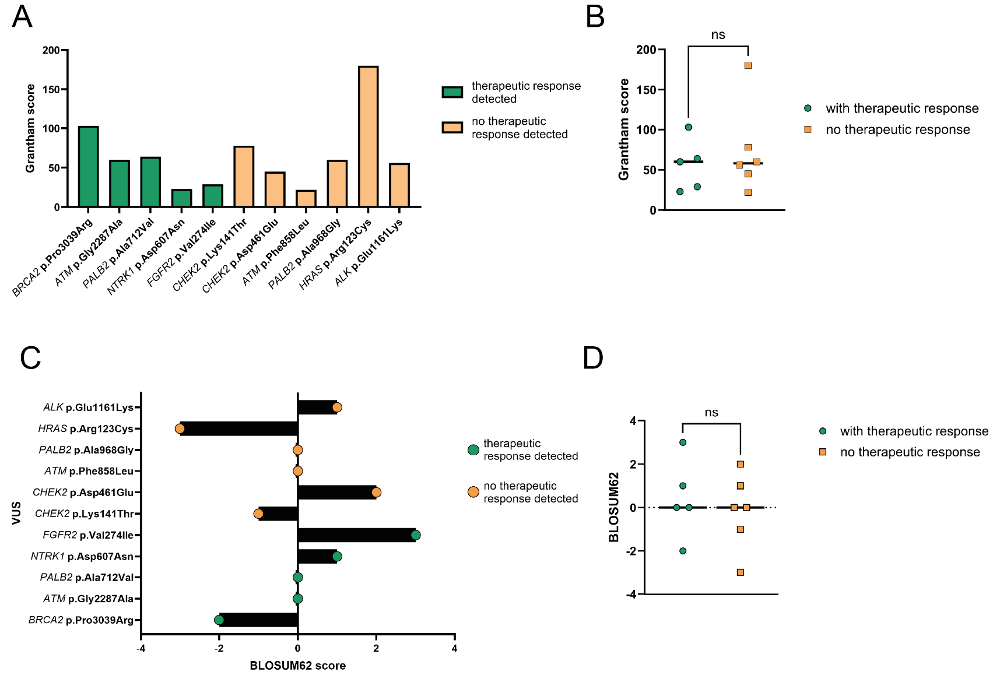 A
200
150
100
50
0
Grantham score
BRCA2 p.Pro3039Arg
ATM p.Gly2287Ala
PALB2 p.Ala712Val
NTRK1 p.Asp607Asn
FGFR2 p.Val274Ile
CHEK2 p.Lys141Thr
CHEK2 p.Asp461Glu
ATM p.Phe858Leu
PALB2 p.Ala968Gly
HRAS p.Arg123Cys
ALK p.Glu1161Lys
therapeutic response
detected
no therapeutic
response detected
B
ns
200
150
100
50
0
Grantham score
with therapeutic response
no therapeutic response
C
VUS
ALK p.Glu1161Lys
HRAS p.Arg123Cys
PALB2 p.Ala968Gly
ATM p.Phe858Leu
CHEK2 p.Asp461Glu
CHEK2 p.Lys141Thr
FGFR2 p.Val274Ile
NTRK1 p.Asp607Asn
PALB2 p.Ala712Val
ATM p.Gly2287Ala
BRCA2 p.Pro3039Arg
-4 -2 0 2 4
BLOSUM62 score
therapeutic
response detected
no therapeutic
response detected
D
ns
4
2
0
-2
-4
BLOSUM62
with therapeutic response
no therapeutic response